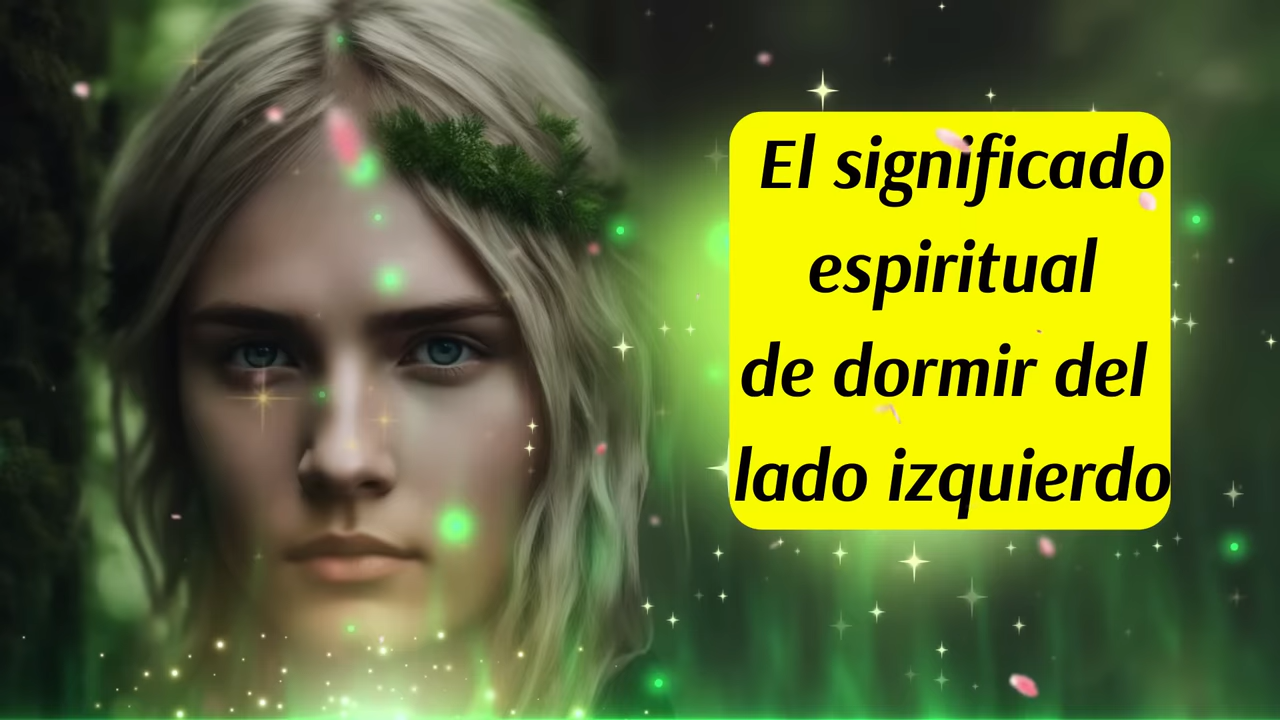 El significado
espiritual
de dormir del
lado izquierdo